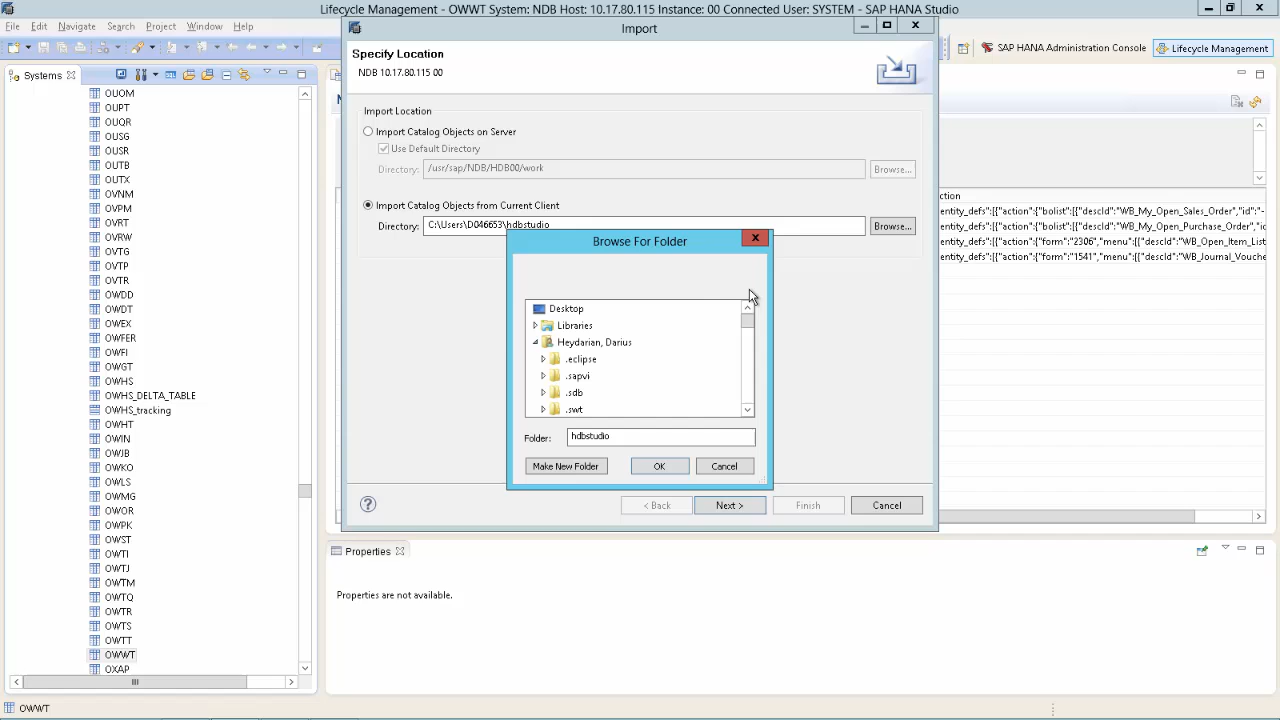 Lifecycle Management - OWWT System: NDB Host: 10.17.80.115 Instance: 00 Connected User: SYSTEM - SAP HANA Studio
File Edit Navigate Search Project Window Help
SAP HANA Administration Console
Lifecycle Management
Systems
OUOM
OUPT
OUQR
OUSG
OUSR
OUTB
OUTX
OVNM
OVPM
OVRT
OVRW
OVTG
OVTP
OVTR
OWDD
OWDT
OWEX
OWFER
OWFI
OWGT
OWHS
OWHS_DELTA_TABLE
OWHS_tracking
OWHT
OWIN
OWJB
OWKO
OWLS
OWMG
OWOR
OWPK
OWST
OWTI
OWTJ
OWTM
OWTQ
OWTR
OWTS
OWTT
OWWT
OXAP
OWWT
Import
Specify Location
NDB 10.17.80.115 00
Import Location
Import Catalog Objects on Server
Use Default Directory
Directory: /usr/sap/NDB/HDB00/work Browse...
Import Catalog Objects from Current Client
Directory: C:\Users\D046653\hdbstudio Browse...
Browse For Folder
Desktop
Libraries
Heydarian, Darius
.eclipse
.sapvi
.sdb
.swt
Folder: hdbstudio
Make New Folder OK Cancel
? < Back Next > Finish Cancel
ction
entity_defs":[{"action":{"bolist":[{"descId":"WB_My_Open_Sales_Order","id":"-
entity_defs":[{"action":{"bolist":[{"descId":"WB_My_Open_Purchase_Order","id
entity_defs":[{"action":{"form":"2306","menu":[{"descId":"WB_Open_Item_List
entity_defs":[{"action":{"form":"1541","menu":[{"descId":"WB_Journal_Vouche
Properties
Properties are not available.